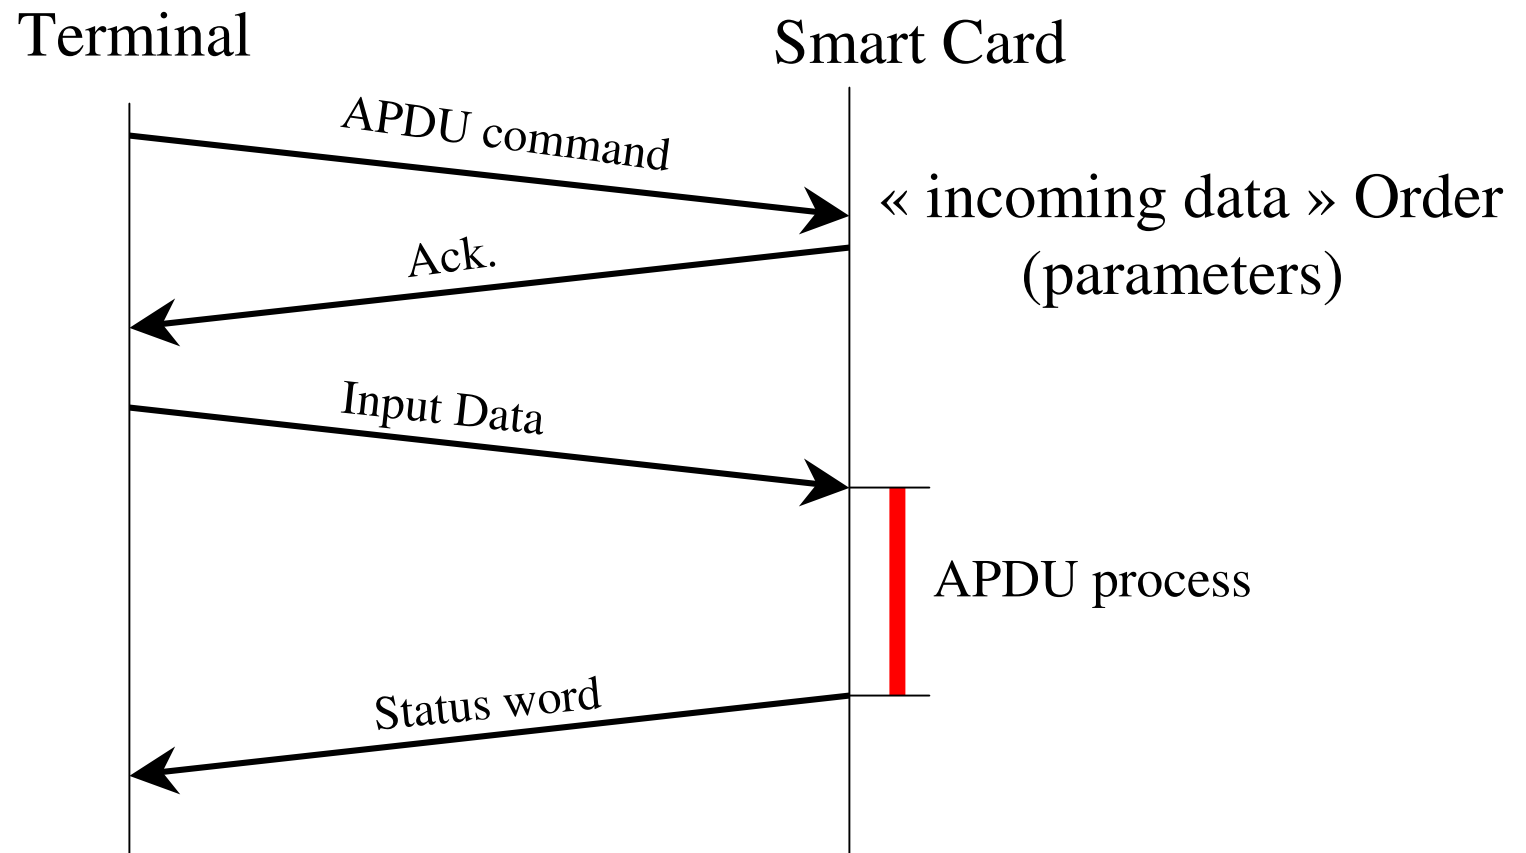 Terminal
Smart Card
APDU command
« incoming data » Order
(parameters)
Ack.
Input Data
APDU process
Status word